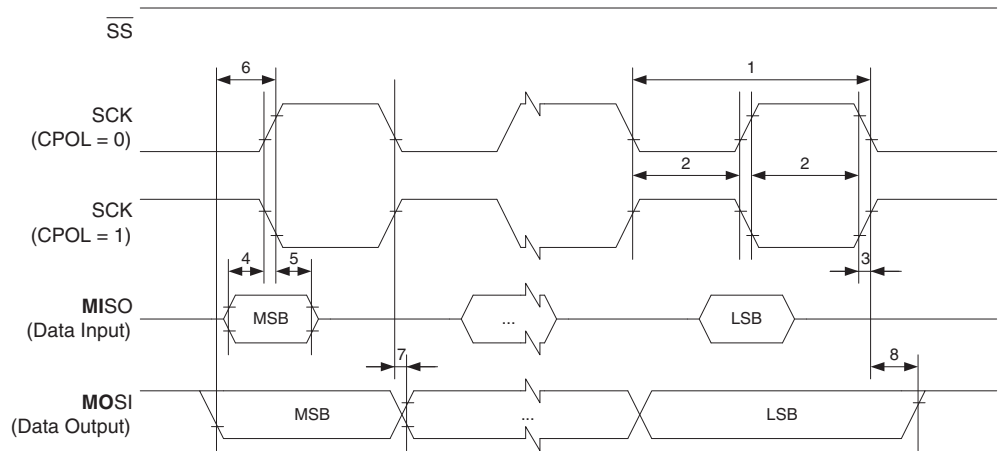 SS
6
1
SCK
(CPOL = 0)
2
2
SCK
(CPOL = 1)
4
5
3
MISO
(Data Input)
MSB
...
LSB
7
8
MOSI
(Data Output)
MSB
...
LSB